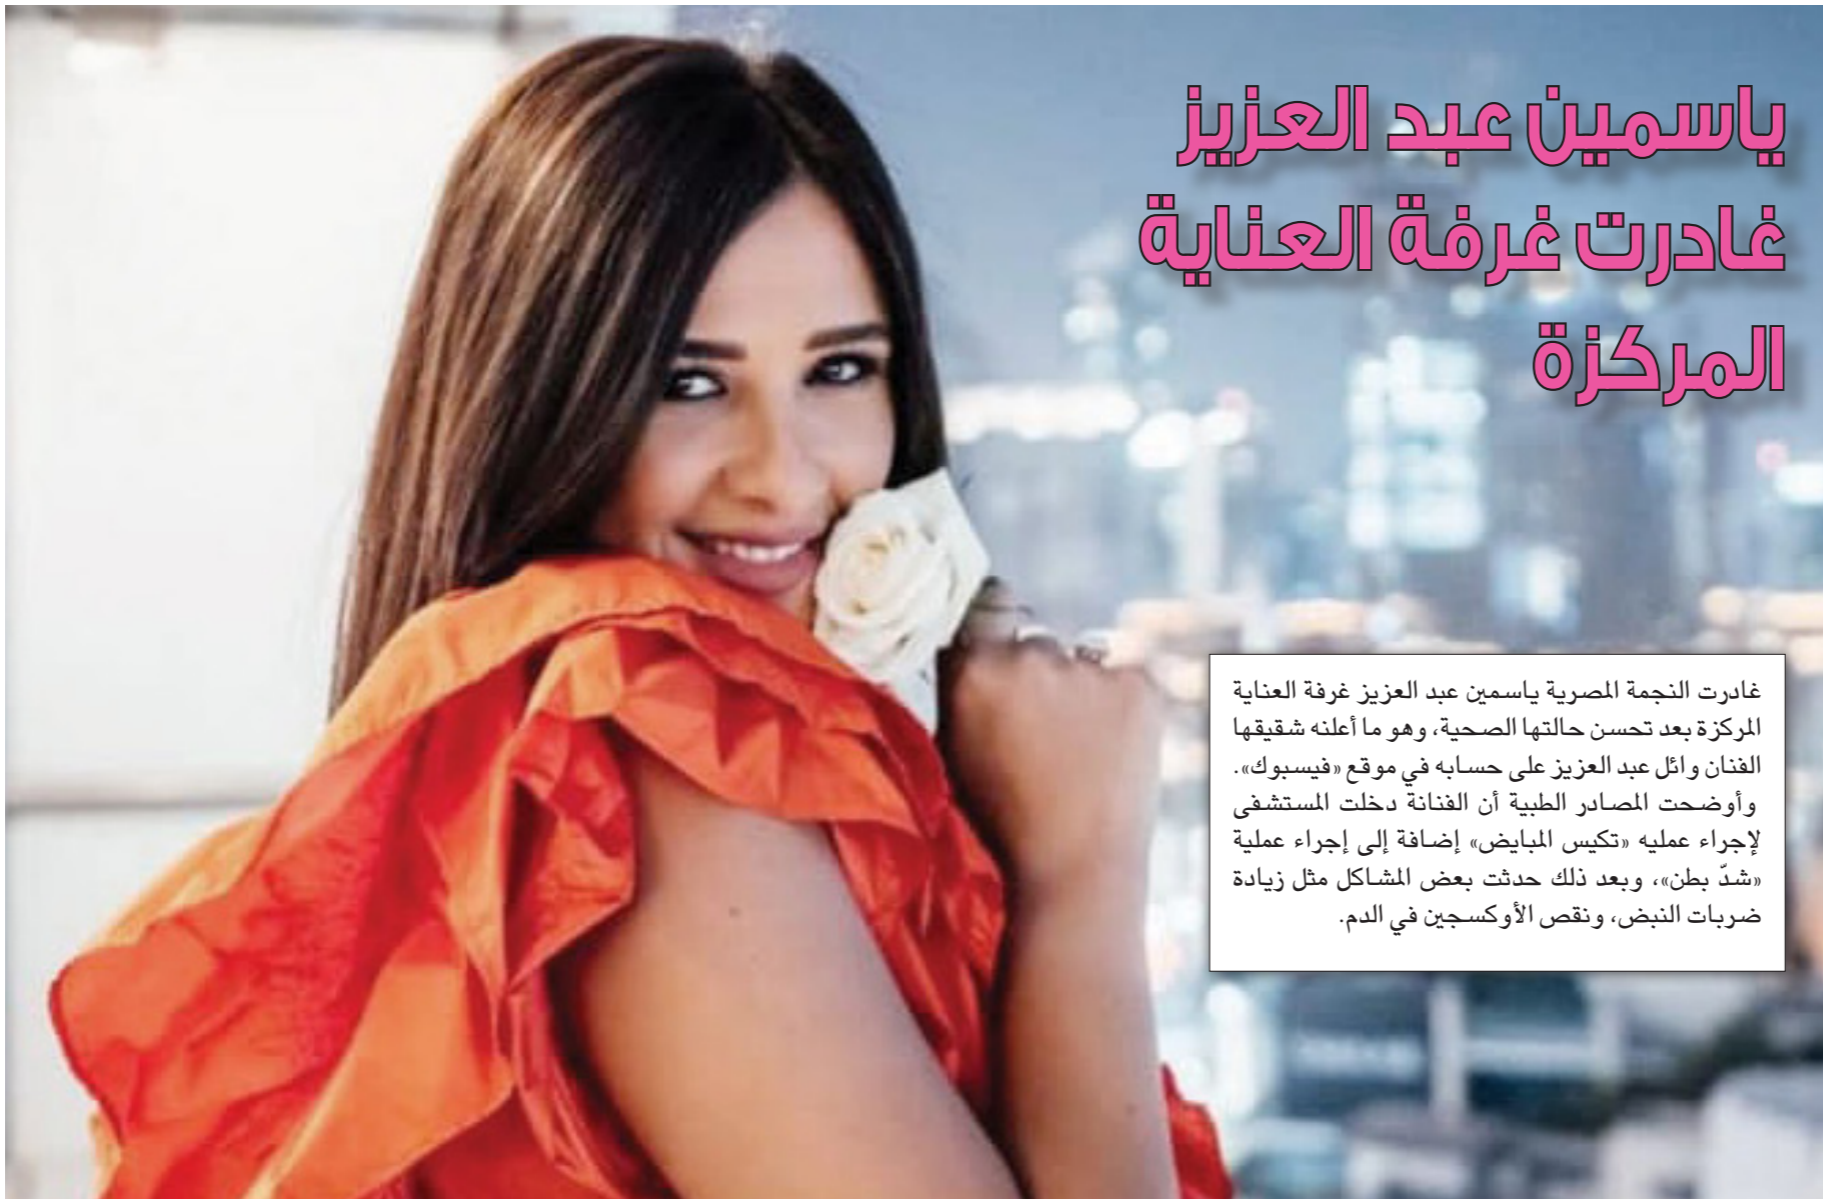 ياسمين عبد العزيز
غادرت غرفة العناية
المركزة
غادرت النجمة المصرية ياسمين عبد العزيز غرفة العناية
المركزة بعد تحسن حالتها الصحية، وهو ما أعلنه شقيقها
الفنان وائل عبد العزيز على حسابه في موقع «فيسبوك».
وأوضحت المصادر الطبية أن الفنانة دخلت المستشفى
لإجراء عمليه «تكيس المبايض» إضافة إلى إجراء عملية
«شدّ بطن»، وبعد ذلك حدثت بعض المشاكل مثل زيادة
ضربات النبض، ونقص الأوكسجين في الدم.